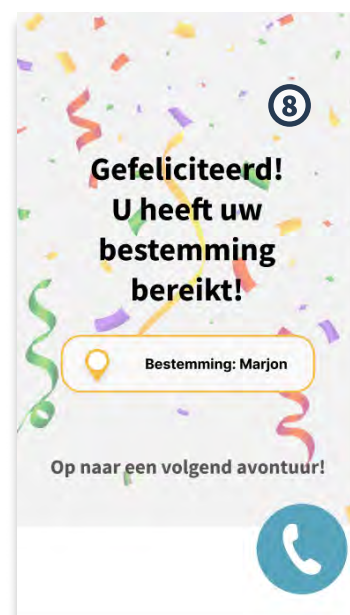 8
Gefeliciteerd!
U heeft uw
bestemming
bereikt!
Bestemming: Marjon
Op naar een volgend avontuur!